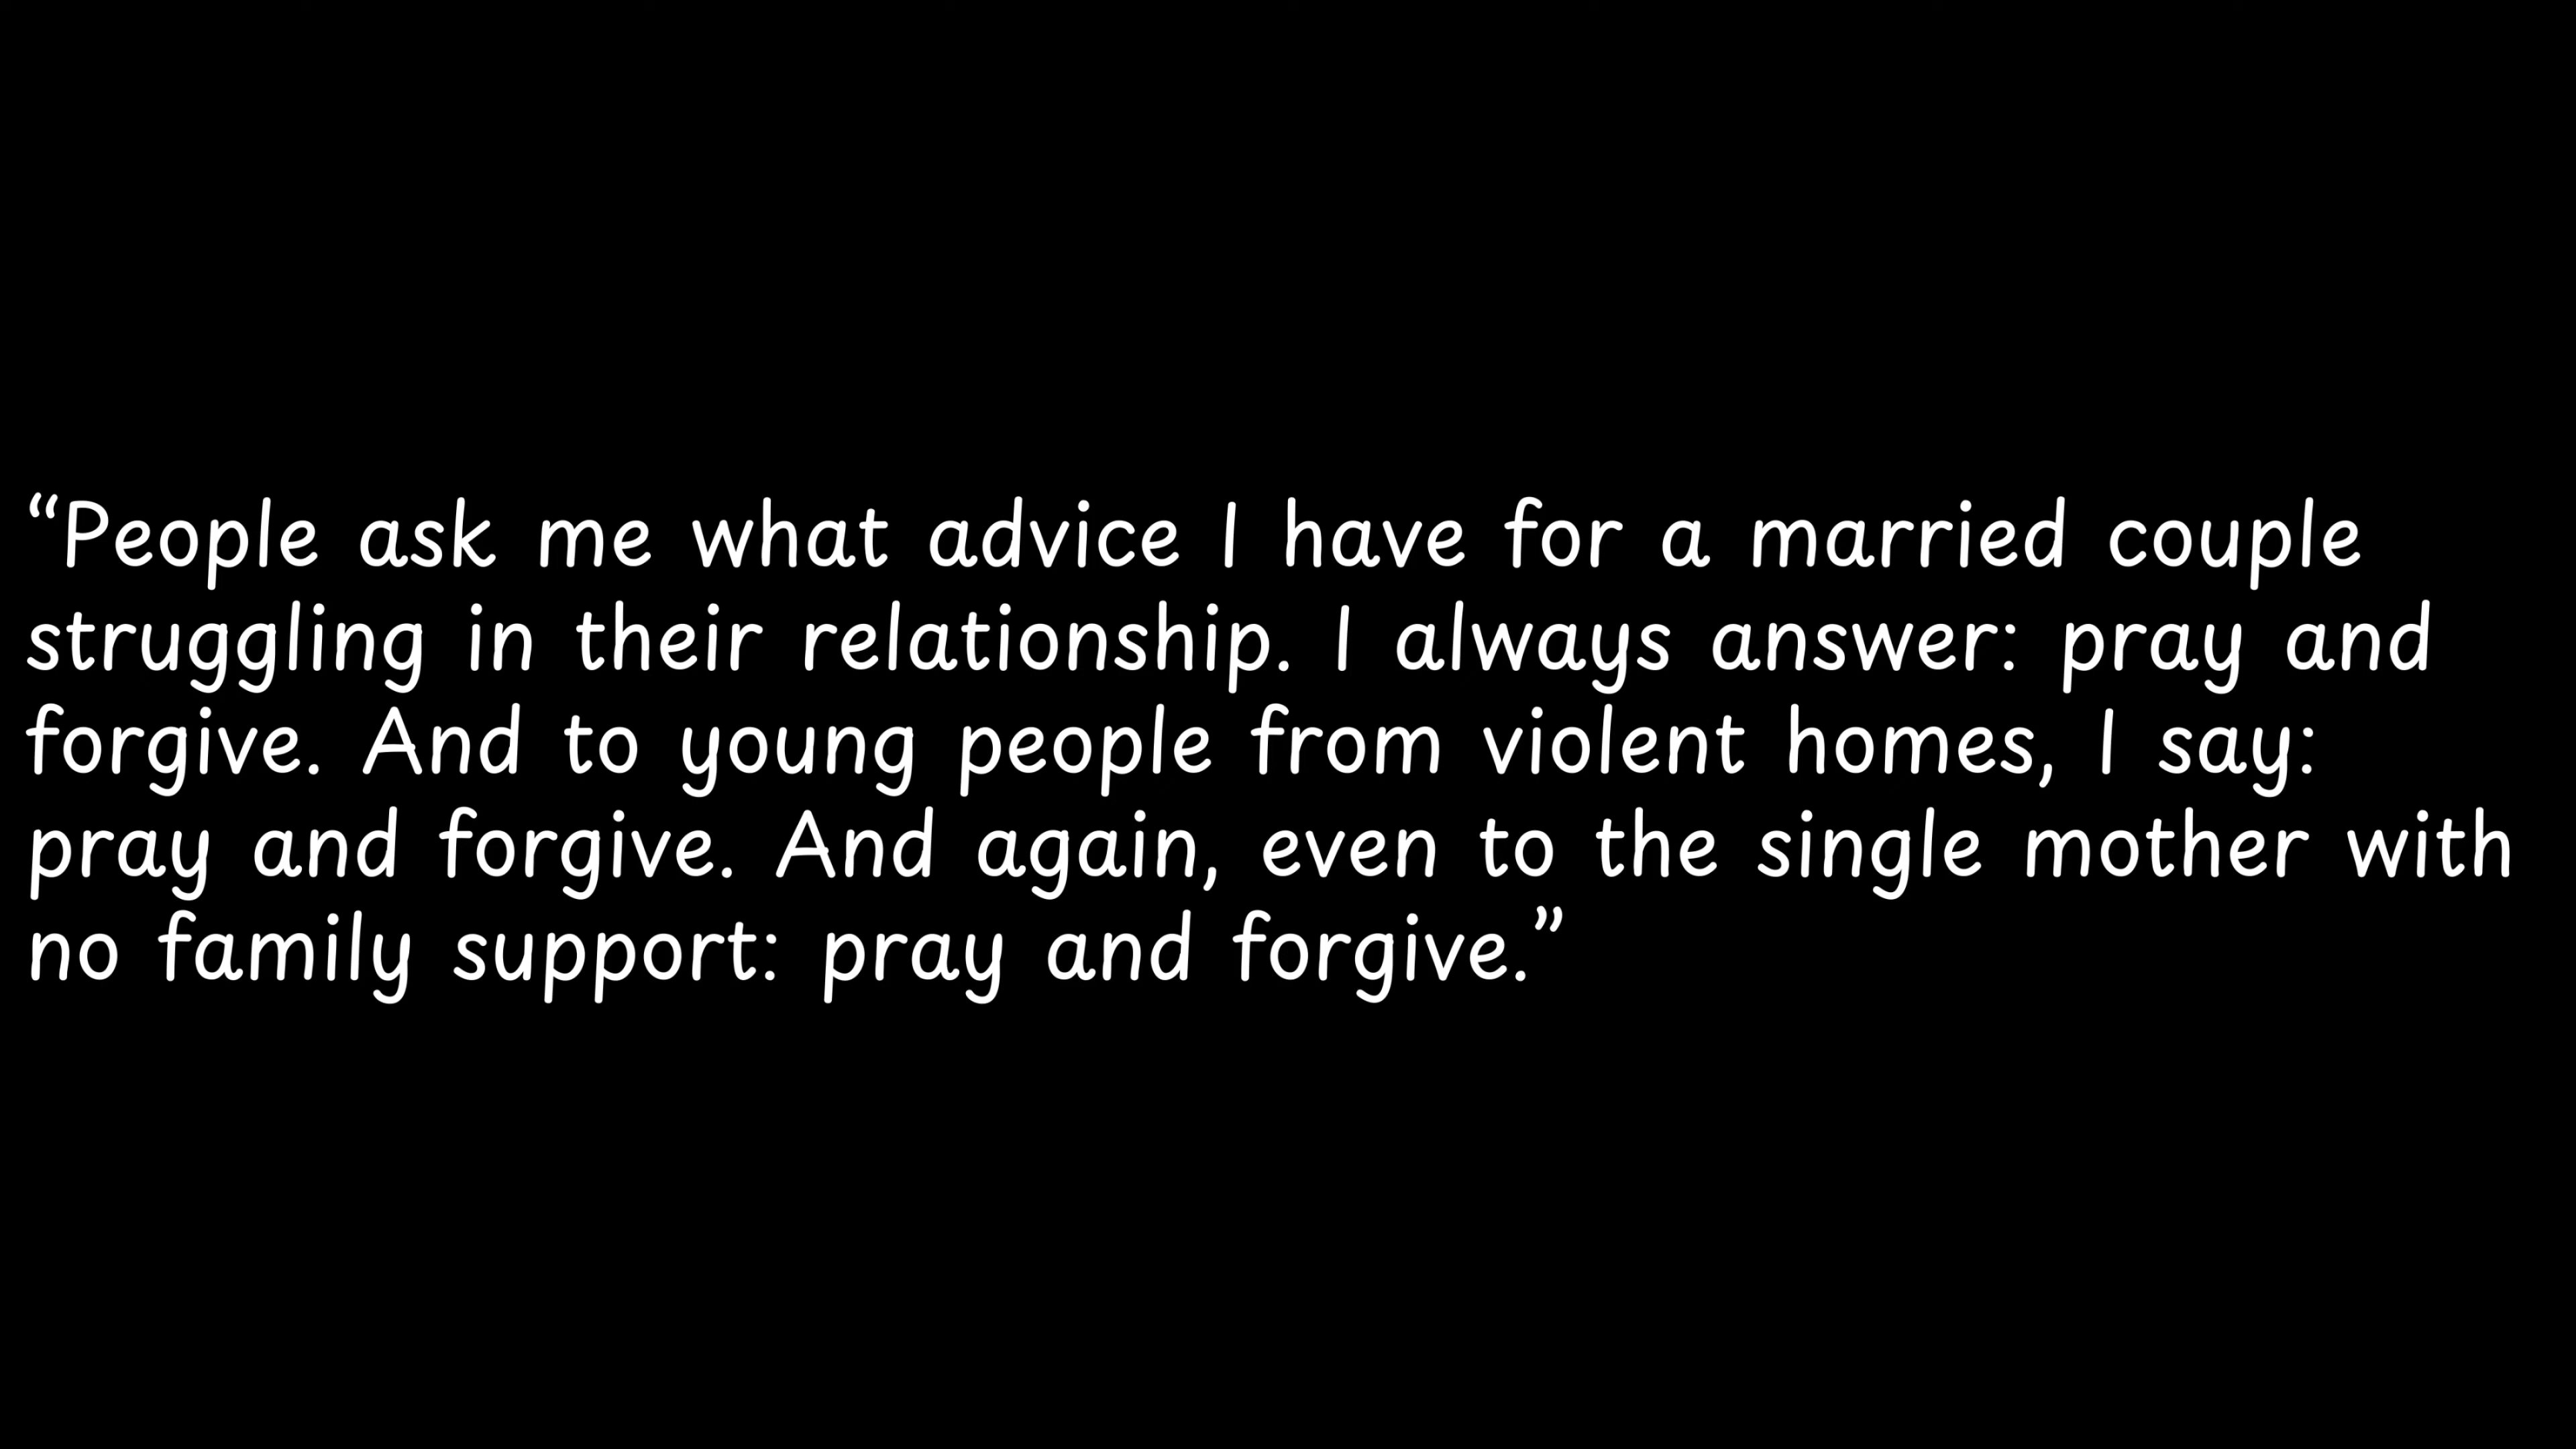 “People ask me what advice I have for a married couple
struggling in their relationship. I always answer: pray and
forgive. And to young people from violent homes, I say:
pray and forgive. And again, even to the single mother with
no family support: pray and forgive.”